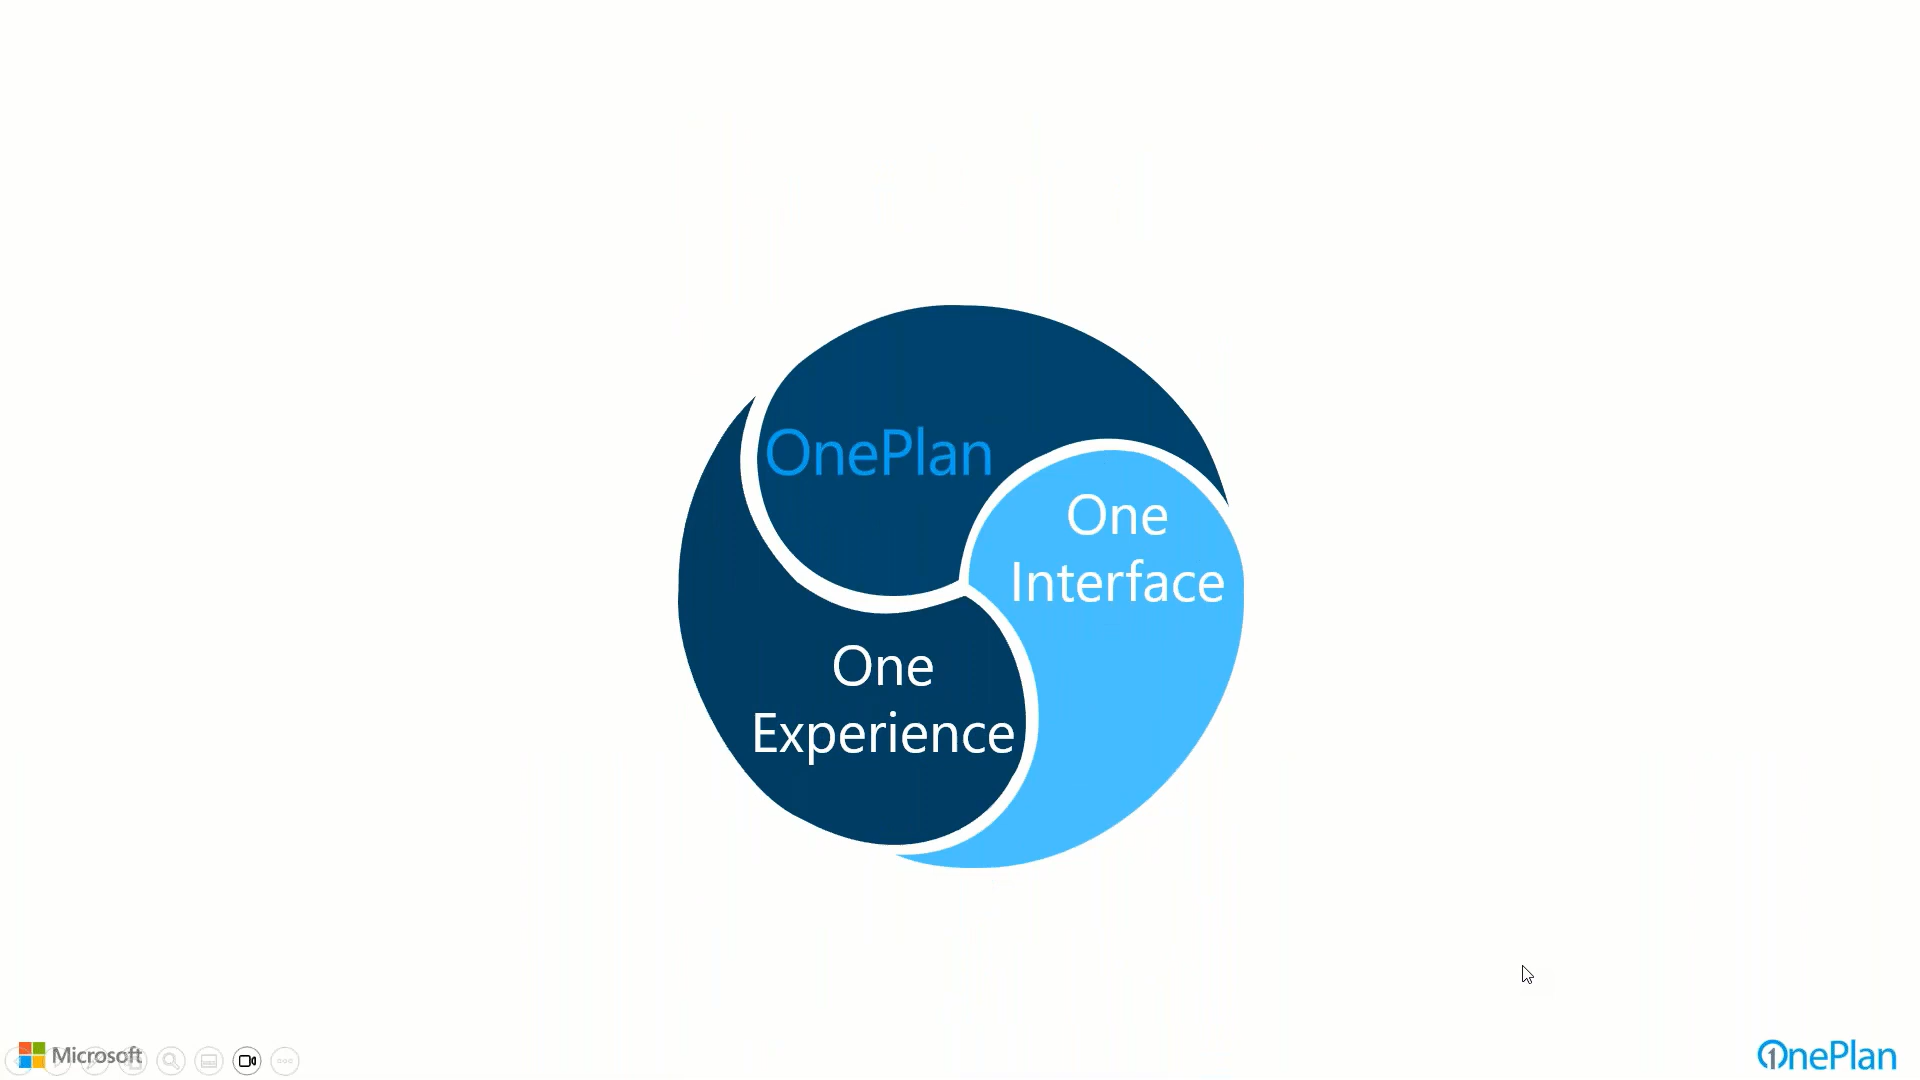 OnePlan
One
Interface
One
Experience
Microsoft
OnePlan